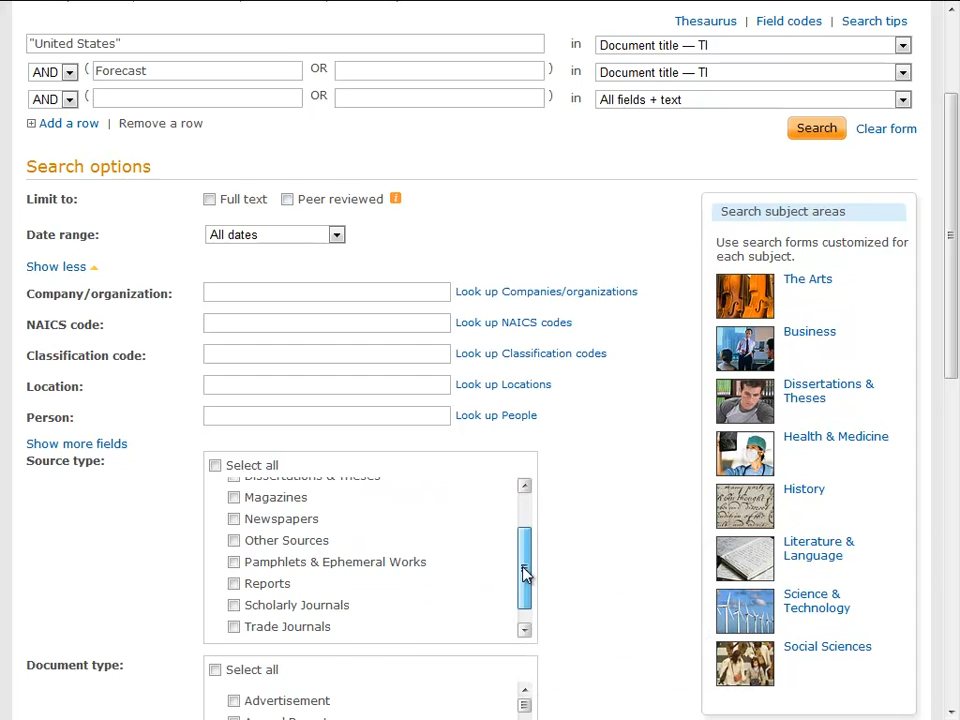 Thesaurus | Field codes | Search tips
"United States" in Document title — TI
AND ( Forecast OR ) in Document title — TI
AND ( OR ) in All fields + text
Add a row | Remove a row
Search Clear form
Search options
Limit to: Full text Peer reviewed i
Date range: All dates
Show less
Company/organization: Look up Companies/organizations
NAICS code: Look up NAICS codes
Classification code: Look up Classification codes
Location: Look up Locations
Person: Look up People
Show more fields
Source type: Select all
Dissertations & Theses
Magazines
Newspapers
Other Sources
Pamphlets & Ephemeral Works
Reports
Scholarly Journals
Trade Journals
Document type: Select all
Advertisement
Search subject areas
Use search forms customized for
each subject.
The Arts
Business
Dissertations &
Theses
Health & Medicine
History
Literature &
Language
Science &
Technology
Social Sciences